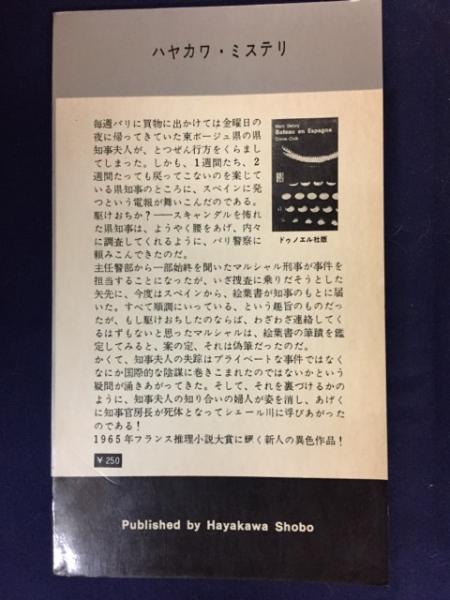 ハヤカワ・ミステリ
毎週パリに買物に出かけては金曜日の
夜に帰ってきていた東ボージュ県の県
知事夫人が、とつぜん行方をくらまし
てしまった。しかも、1週間たち、2
週間たっても戻ってこないのを案じて
いる県知事のところに、スペインに発
つという電報が舞いこんだのである。
駆けおちか?――スキャンダルを怖れ
た県知事は、ようやく腰をあげ、内々
に調査してくれるように、パリ警察に
頼みこんできたのだ。
Bateau en Espagne
Crime-Club
ドゥノエル社版
主任警部から一部始終を聞いたマルシャル刑事が事件を
担当することになったが、いざ捜査に乗りだそうとした
矢先に、今度はスペインから、絵葉書が知事のもとに届
いた。すべて順調にいっている、という趣旨のものだっ
たが、もし駆けおちしたのならば、わざわざ連絡してく
るはずもないと思ったマルシャルは、絵葉書の筆蹟を鑑
定してみると、案の定、それは偽筆だったのだ。
かくて、知事夫人の失踪はプライベートな事件ではなく
なにか国際的な陰謀に巻きこまれたのではないかという
疑問が涌きあがってきた。そして、それを裏づけるかの
ように、知事夫人の知り合いの婦人が姿を消し、あげく
に知事官房長が死体となってシェール川に浮びあがった
のである!
1965年フランス推理小説大賞に輝く新人の異色作品!
¥250
Published by Hayakawa Shobo